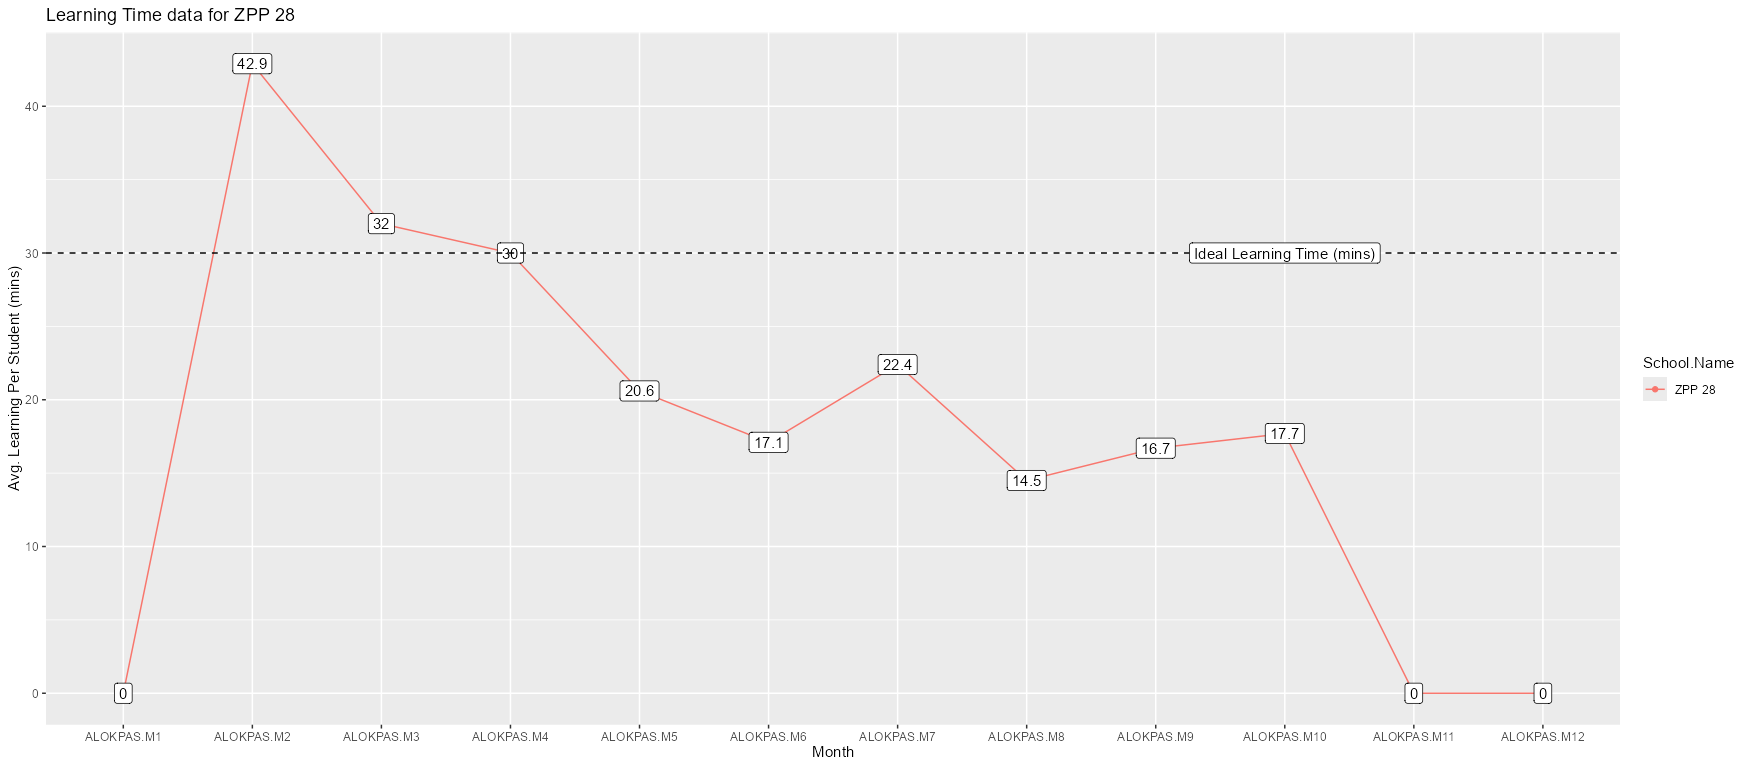 Learning Time data for ZPP 28
Avg. Learning Per Student (mins)
40
30
20
10
0
0
42.9
32
30
20.6
17.1
22.4
14.5
16.7
17.7
0
0
Ideal Learning Time (mins)
ALOKPAS.M1
ALOKPAS.M2
ALOKPAS.M3
ALOKPAS.M4
ALOKPAS.M5
ALOKPAS.M6
ALOKPAS.M7
ALOKPAS.M8
ALOKPAS.M9
ALOKPAS.M10
ALOKPAS.M11
ALOKPAS.M12
Month
School.Name
ZPP 28